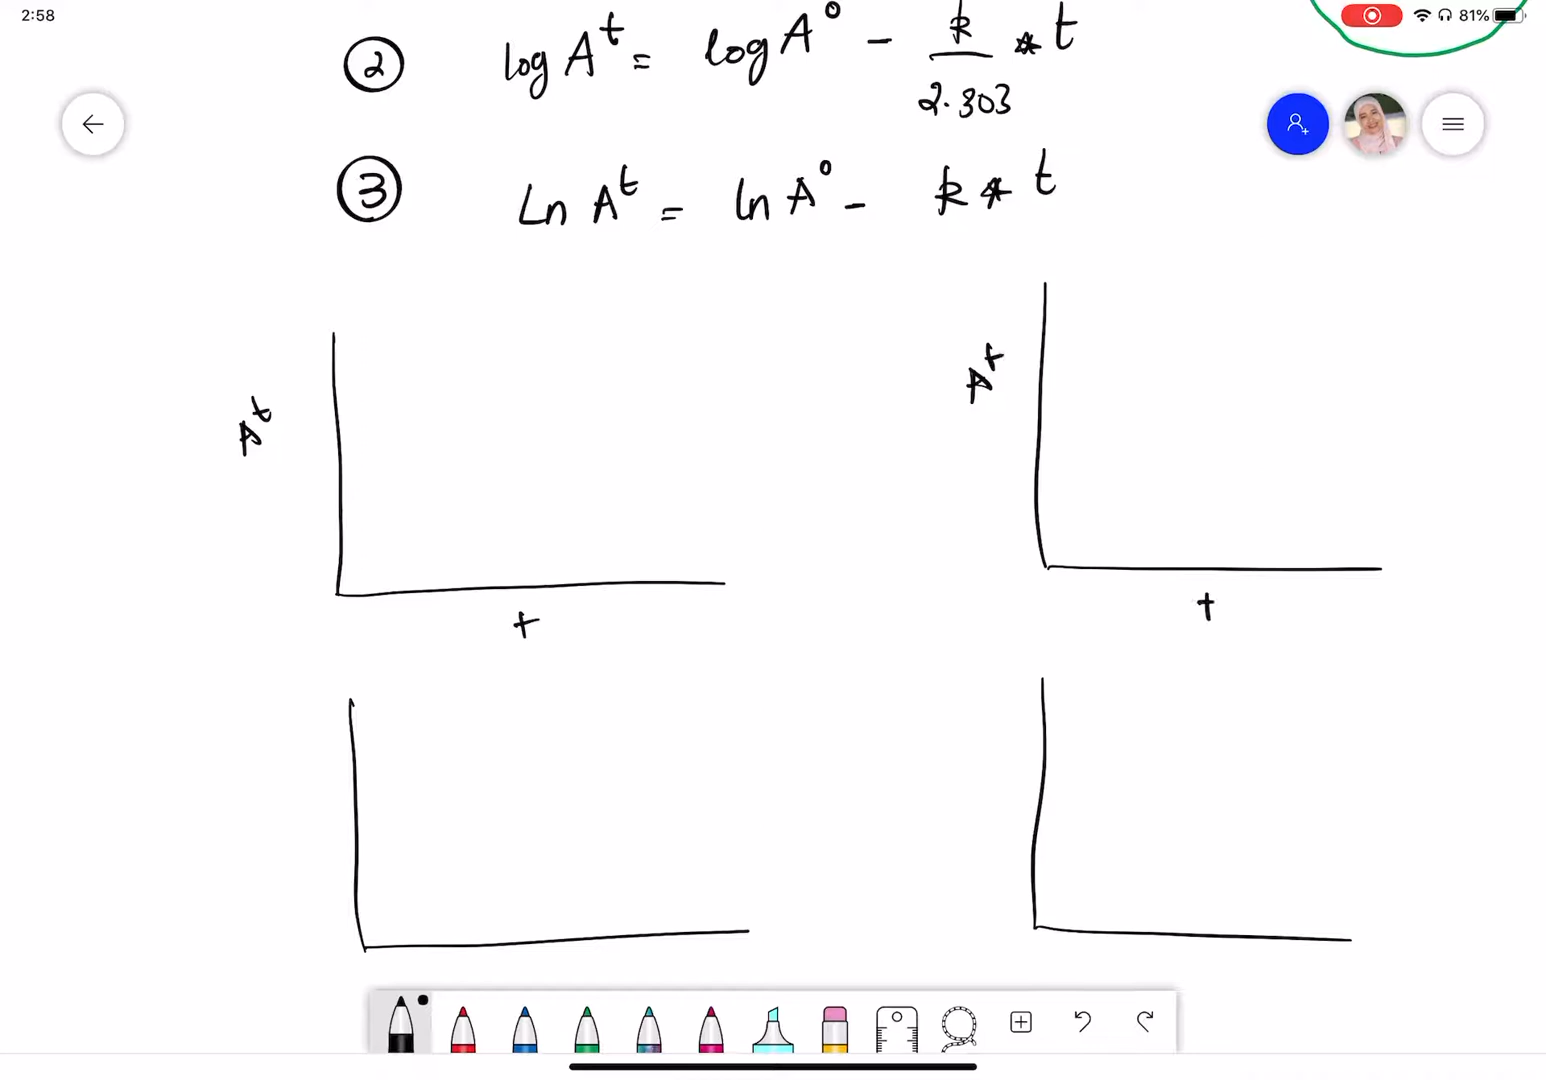 2:58
81%
② log A^t = log A^0 - k/2.303 * t
③ Ln A^t = ln A^0 - k * t
A^t
A^t
t
t